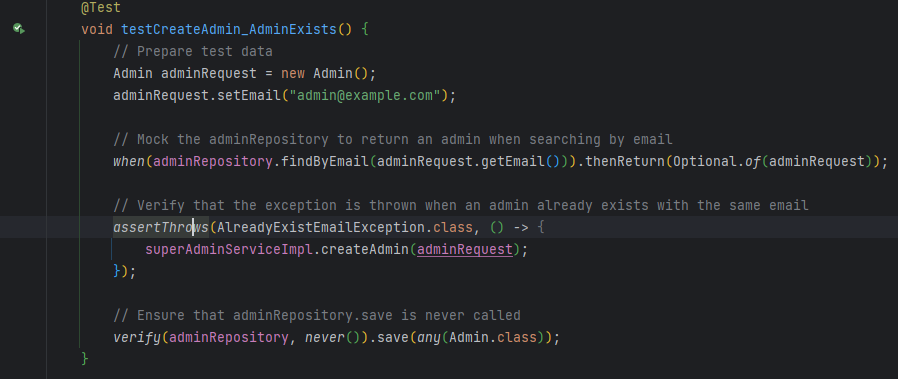 @Test
void testCreateAdmin_AdminExists() {
// Prepare test data
Admin adminRequest = new Admin();
adminRequest.setEmail("admin@example.com");
// Mock the adminRepository to return an admin when searching by email
when(adminRepository.findByEmail(adminRequest.getEmail())).thenReturn(Optional.of(adminRequest));
// Verify that the exception is thrown when an admin already exists with the same email
assertThrows(AlreadyExistEmailException.class, () -> {
superAdminServiceImpl.createAdmin(adminRequest);
});
// Ensure that adminRepository.save is never called
verify(adminRepository, never()).save(any(Admin.class));
}